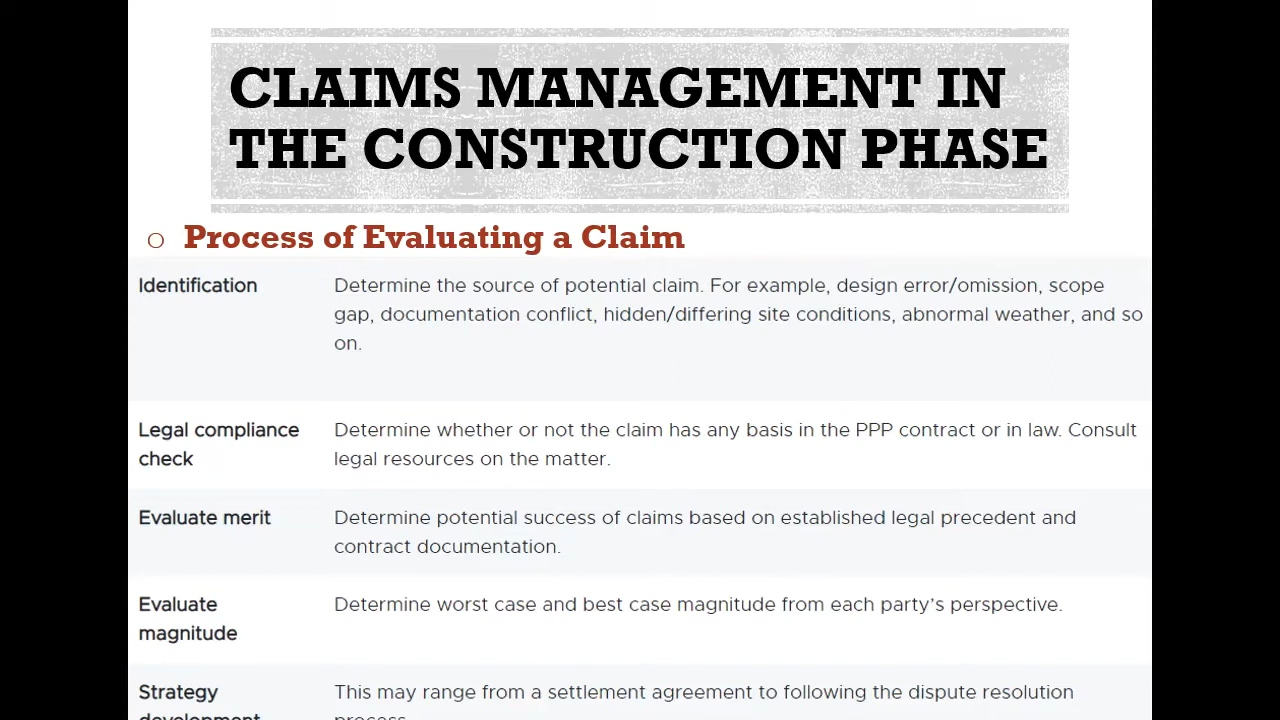 CLAIMS MANAGEMENT IN
THE CONSTRUCTION PHASE
o Process of Evaluating a Claim
Identification
Determine the source of potential claim. For example, design error/omission, scope
gap, documentation conflict, hidden/differing site conditions, abnormal weather, and so
on.
Legal compliance
check
Determine whether or not the claim has any basis in the PPP contract or in law. Consult
legal resources on the matter.
Evaluate merit
Determine potential success of claims based on established legal precedent and
contract documentation.
Evaluate
magnitude
Determine worst case and best case magnitude from each party’s perspective.
Strategy
development
This may range from a settlement agreement to following the dispute resolution
process.